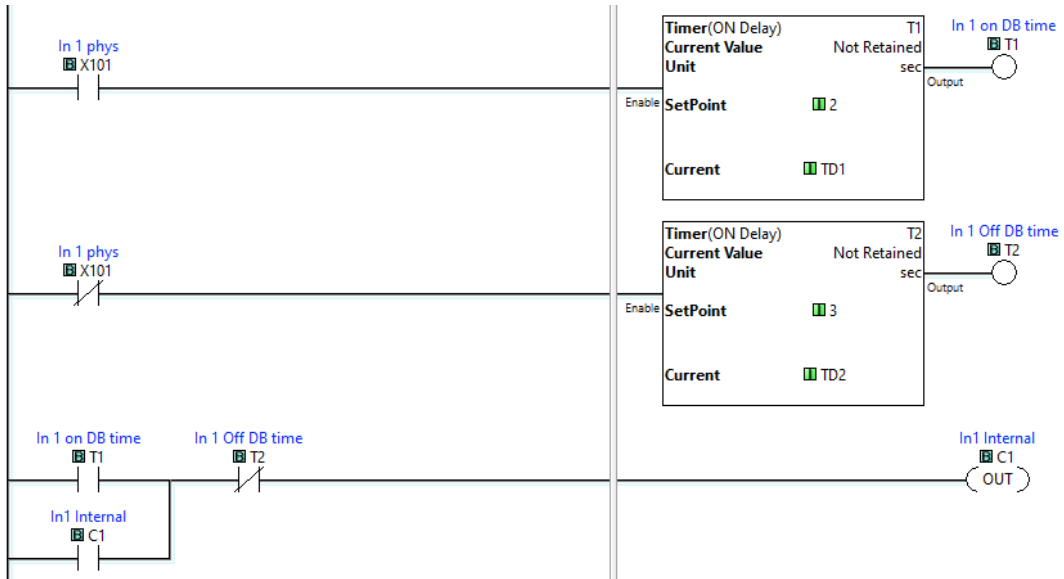 In 1 phys
B X101
Timer(ON Delay) T1
Current Value Not Retained
Unit sec
Enable
SetPoint 2
Current TD1
Output
In 1 on DB time
B T1
In 1 phys
B X101
Timer(ON Delay) T2
Current Value Not Retained
Unit sec
Enable
SetPoint 3
Current TD2
Output
In 1 Off DB time
B T2
In 1 on DB time
B T1
In 1 Off DB time
B T2
In1 Internal
B C1
OUT
In1 Internal
B C1